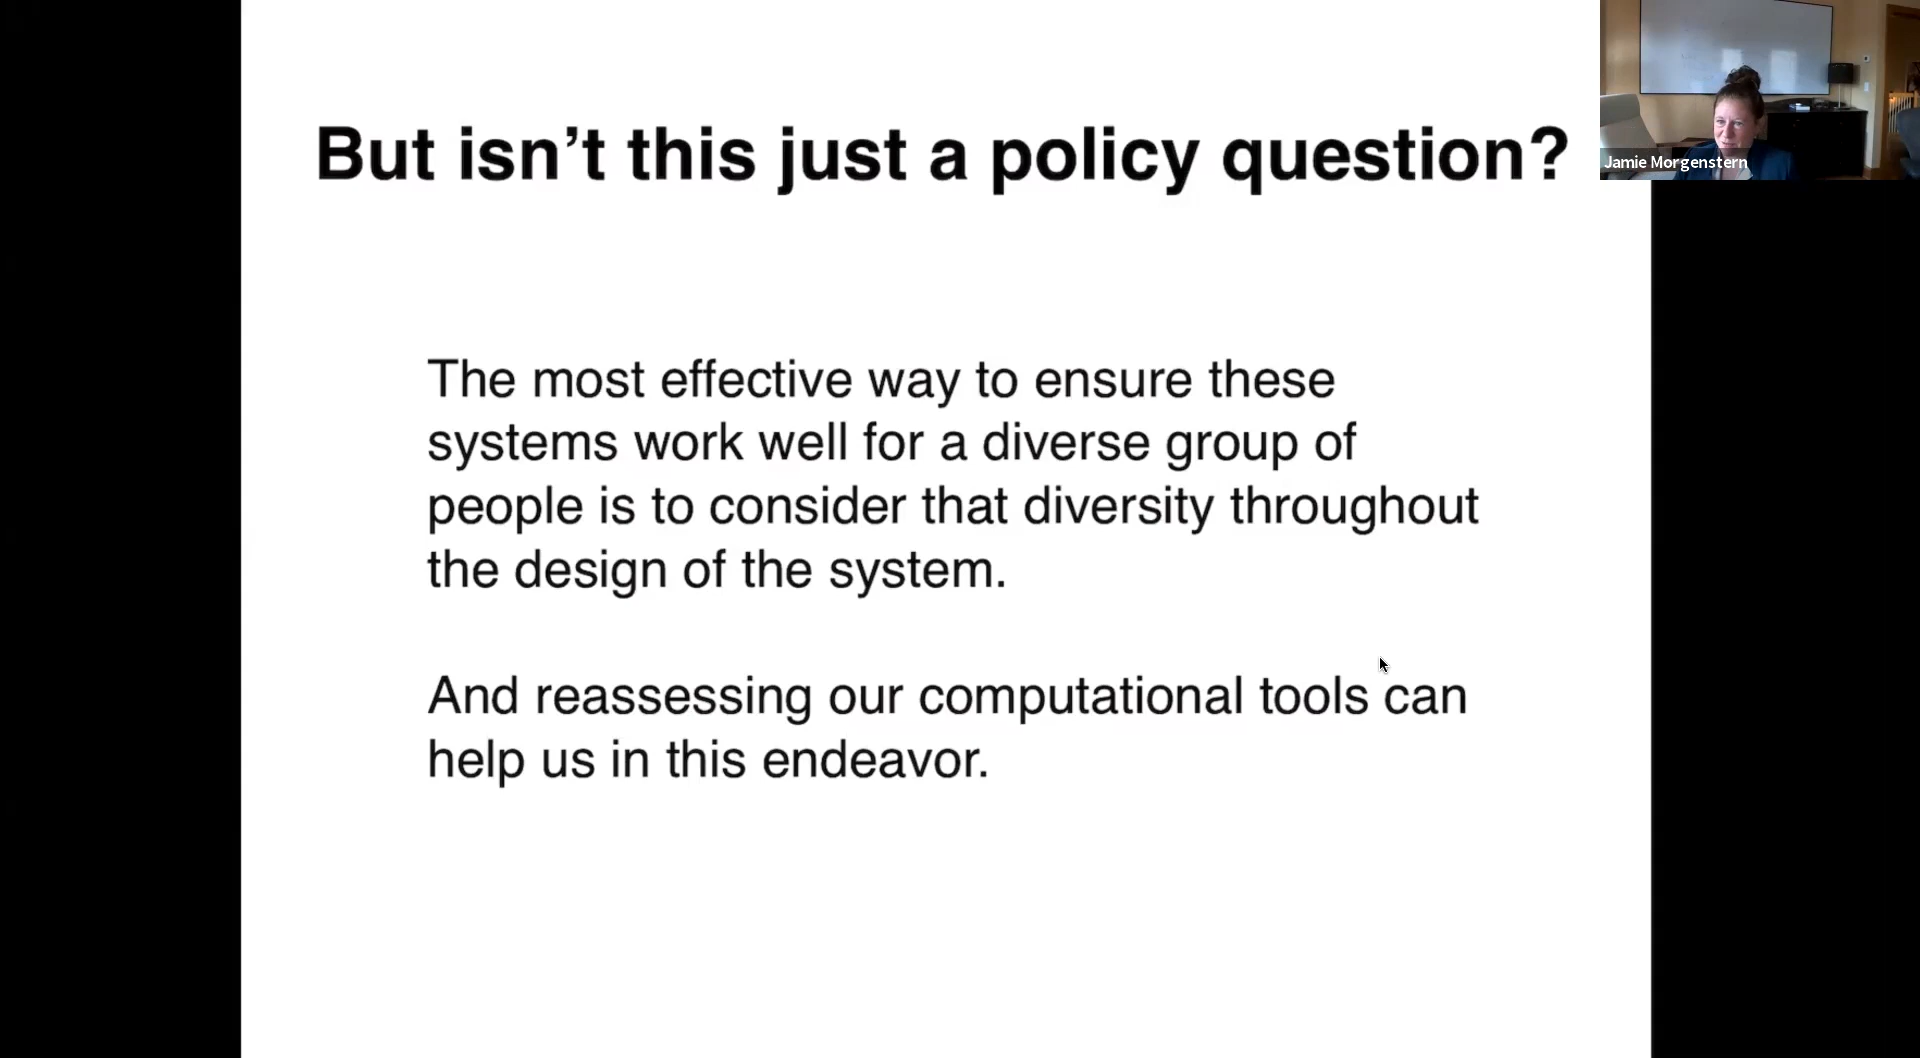 But isn’t this just a policy question?
Jamie Morgenstern
The most effective way to ensure these
systems work well for a diverse group of
people is to consider that diversity throughout
the design of the system.
And reassessing our computational tools can
help us in this endeavor.